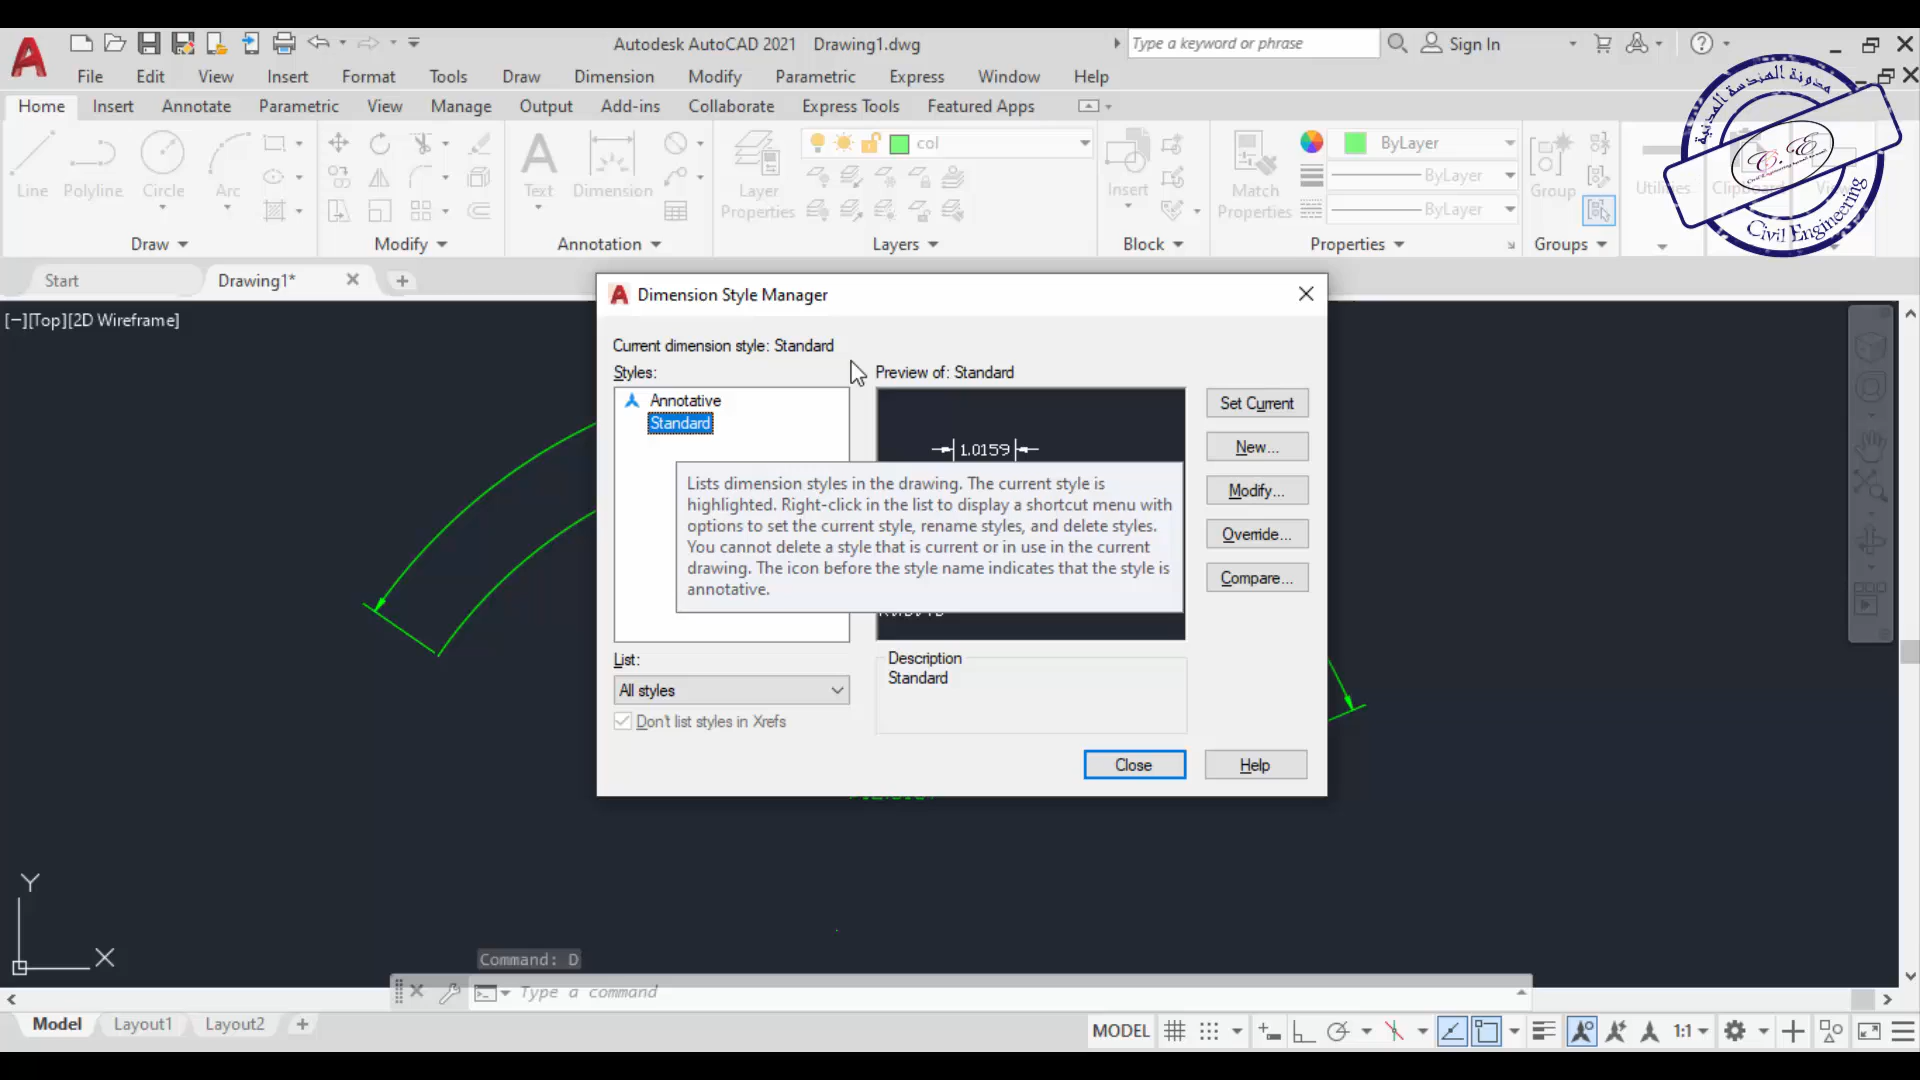 Autodesk AutoCAD 2021 Drawing1.dwg
Type a keyword or phrase
Sign In
File Edit View Insert Format Tools Draw Dimension Modify Parametric Express Window Help
Home Insert Annotate Parametric View Manage Output Add-ins Collaborate Express Tools Featured Apps
مدونة الهندسة المدنية
C.E
Civil Engineering
col
ByLayer
ByLayer
ByLayer
Line Polyline Circle Arc
Text Dimension
Layer Properties
Insert
Match Properties
Group
Utilities Clipboard View
Draw Modify Annotation Layers Block Properties Groups
Start Drawing1*
[−][Top][2D Wireframe]
Dimension Style Manager
Current dimension style: Standard
Styles:
Preview of: Standard
Annotative
Standard
1.0159
Set Current
New...
Modify...
Override...
Compare...
Lists dimension styles in the drawing. The current style is
highlighted. Right-click in the list to display a shortcut menu with
options to set the current style, rename styles, and delete styles.
You cannot delete a style that is current or in use in the current
drawing. The icon before the style name indicates that the style is
annotative.
List:
All styles
Don't list styles in Xrefs
Description
Standard
Close Help
Y
X
Command: D
Type a command
Model Layout1 Layout2 +
MODEL
1:1